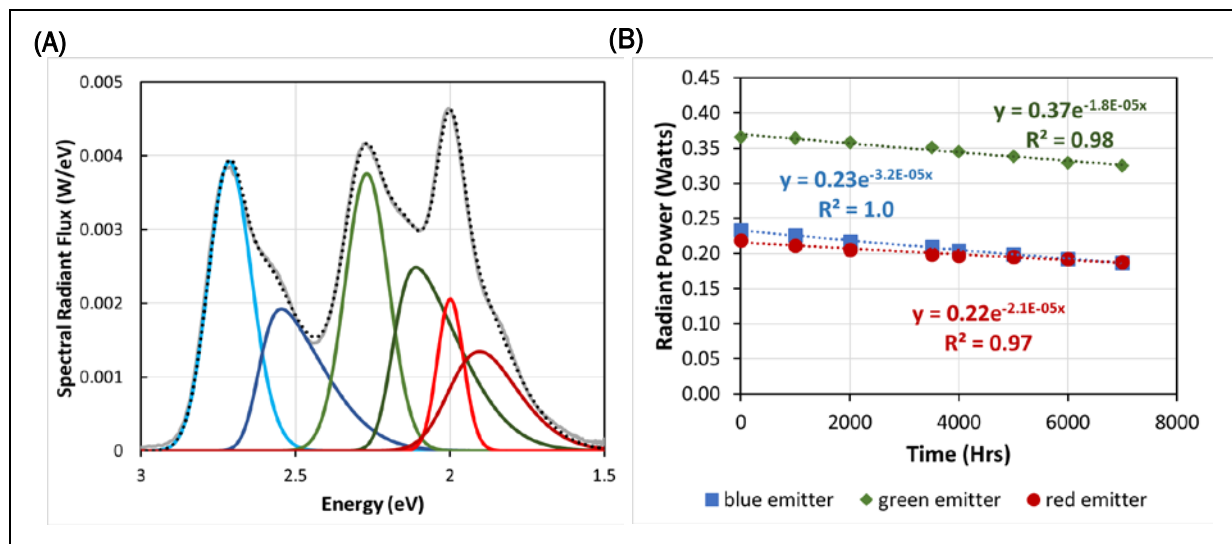 (A)
0.005
0.004
0.003
0.002
0.001
0
Spectral Radiant Flux (W/eV)
3
2.5
2
1.5
Energy (eV)
(B)
0.45
0.40
0.35
0.30
0.25
0.20
0.15
0.10
0.05
0.00
Radiant Power (Watts)
y = 0.37e-1.8E-05x
R² = 0.98
y = 0.23e-3.2E-05x
R² = 1.0
y = 0.22e-2.1E-05x
R² = 0.97
0
2000
4000
6000
8000
Time (Hrs)
blue emitter
green emitter
red emitter